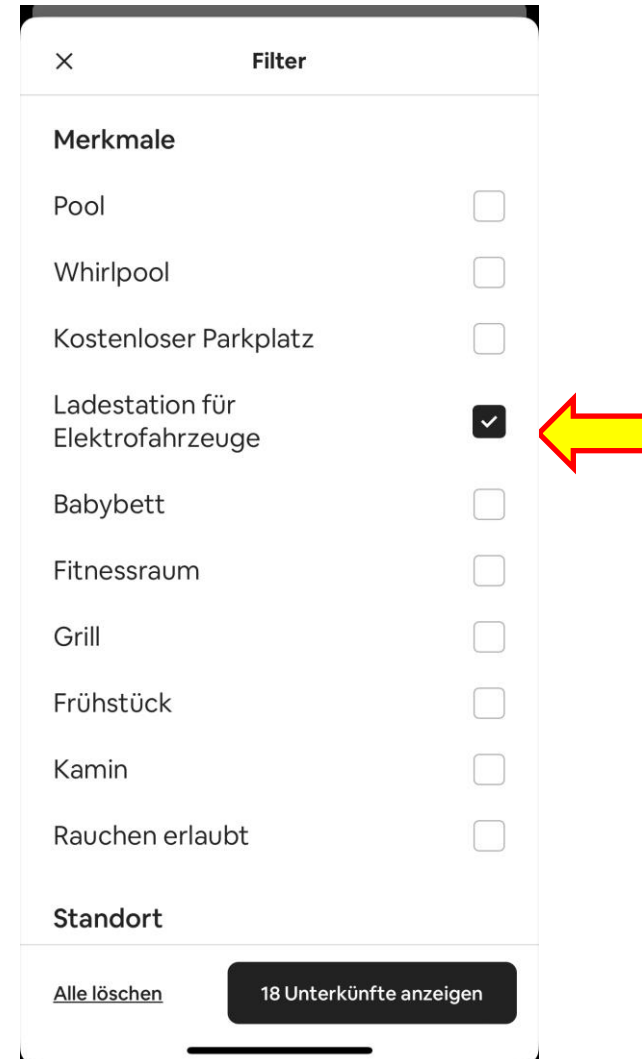 Filter
Merkmale
Pool
Whirlpool
Kostenloser Parkplatz
Ladestation für
Elektrofahrzeuge
Babybett
Fitnessraum
Grill
Frühstück
Kamin
Rauchen erlaubt
Standort
Alle löschen
18 Unterkünfte anzeigen